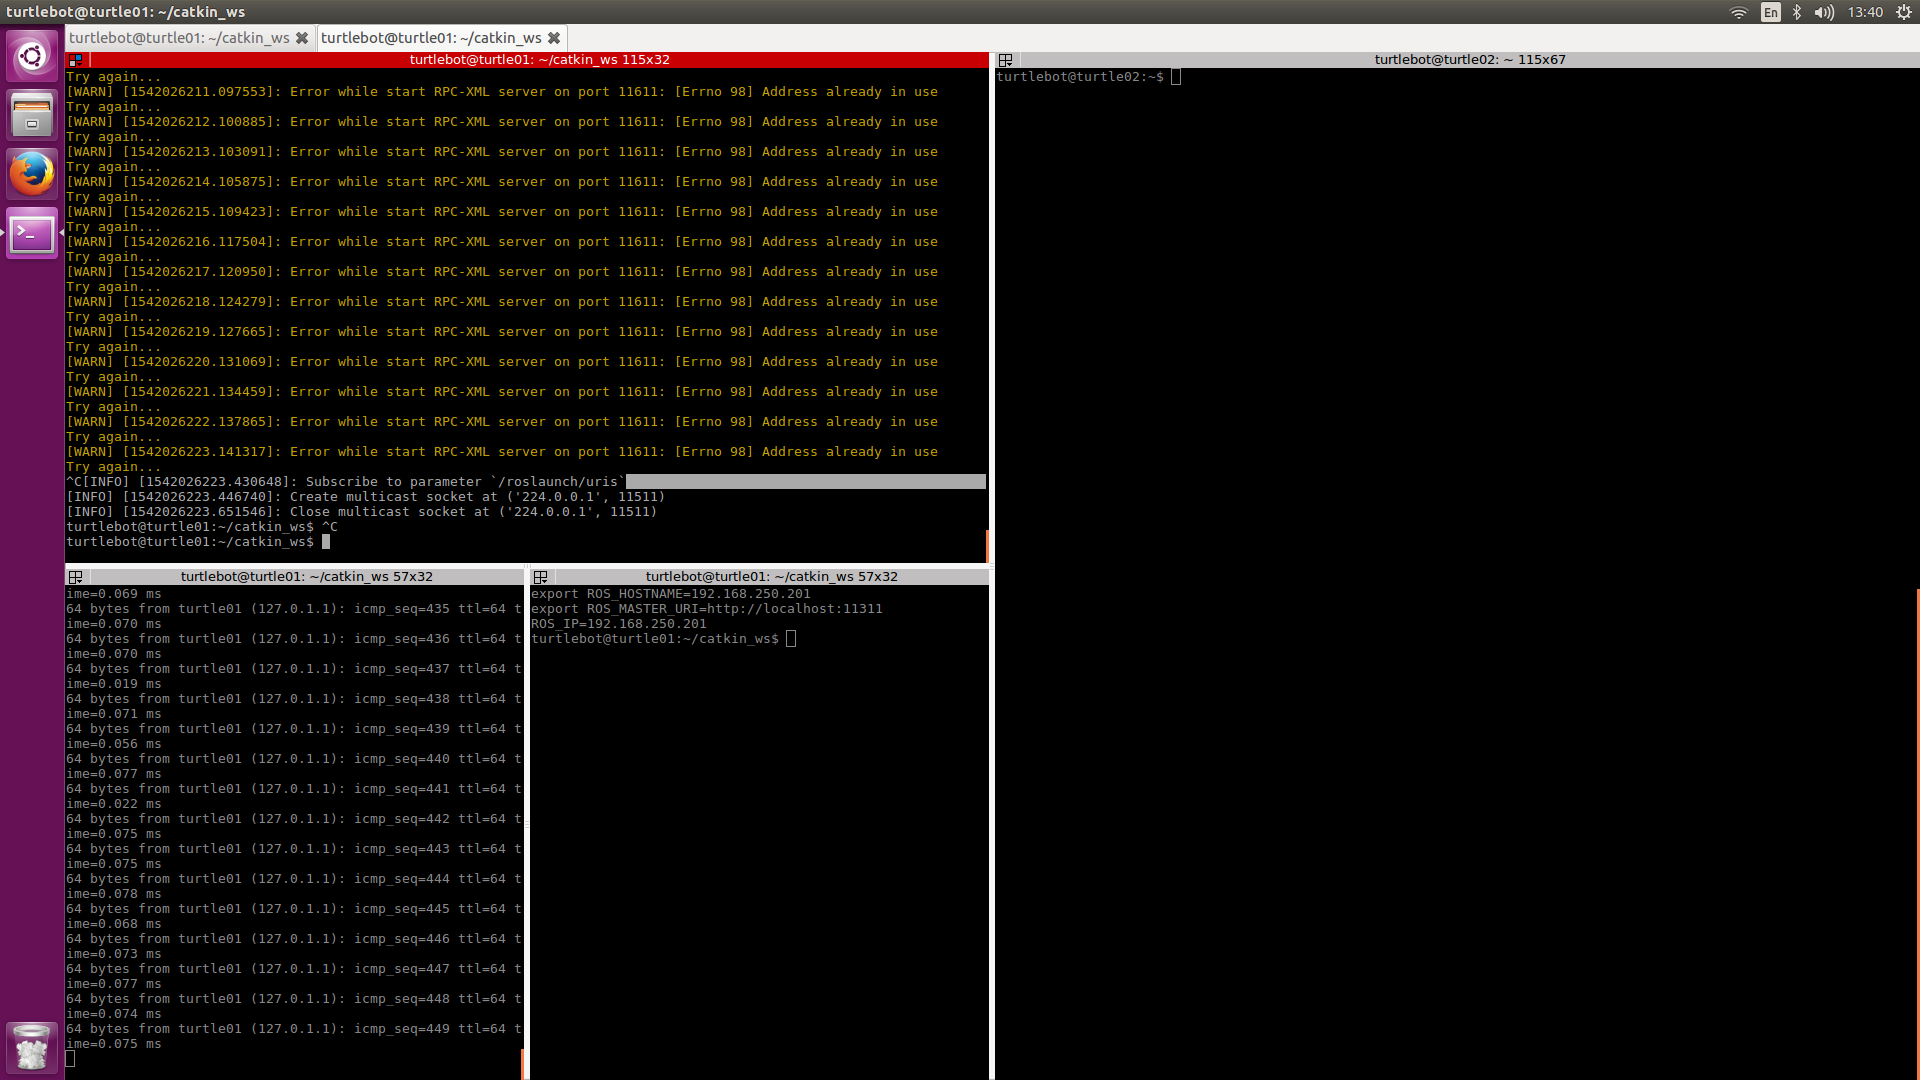 turtlebot@turtle01: ~/catkin_ws
En
13:40
turtlebot@turtle01: ~/catkin_ws
turtlebot@turtle01: ~/catkin_ws
turtlebot@turtle01: ~/catkin_ws 115x32
Try again...
[WARN] [1542026211.097553]: Error while start RPC-XML server on port 11611: [Errno 98] Address already in use
Try again...
[WARN] [1542026212.100885]: Error while start RPC-XML server on port 11611: [Errno 98] Address already in use
Try again...
[WARN] [1542026213.103091]: Error while start RPC-XML server on port 11611: [Errno 98] Address already in use
Try again...
[WARN] [1542026214.105875]: Error while start RPC-XML server on port 11611: [Errno 98] Address already in use
Try again...
[WARN] [1542026215.109423]: Error while start RPC-XML server on port 11611: [Errno 98] Address already in use
Try again...
[WARN] [1542026216.117504]: Error while start RPC-XML server on port 11611: [Errno 98] Address already in use
Try again...
[WARN] [1542026217.120950]: Error while start RPC-XML server on port 11611: [Errno 98] Address already in use
Try again...
[WARN] [1542026218.124279]: Error while start RPC-XML server on port 11611: [Errno 98] Address already in use
Try again...
[WARN] [1542026219.127665]: Error while start RPC-XML server on port 11611: [Errno 98] Address already in use
Try again...
[WARN] [1542026220.131069]: Error while start RPC-XML server on port 11611: [Errno 98] Address already in use
Try again...
[WARN] [1542026221.134459]: Error while start RPC-XML server on port 11611: [Errno 98] Address already in use
Try again...
[WARN] [1542026222.137865]: Error while start RPC-XML server on port 11611: [Errno 98] Address already in use
Try again...
[WARN] [1542026223.141317]: Error while start RPC-XML server on port 11611: [Errno 98] Address already in use
Try again...
^C[INFO] [1542026223.430648]: Subscribe to parameter `/roslaunch/uris`
[INFO] [1542026223.446740]: Create multicast socket at ('224.0.0.1', 11511)
[INFO] [1542026223.651546]: Close multicast socket at ('224.0.0.1', 11511)
turtlebot@turtle01:~/catkin_ws$ ^C
turtlebot@turtle01:~/catkin_ws$
turtlebot@turtle01: ~/catkin_ws 57x32
ime=0.069 ms
64 bytes from turtle01 (127.0.1.1): icmp_seq=435 ttl=64 t
ime=0.070 ms
64 bytes from turtle01 (127.0.1.1): icmp_seq=436 ttl=64 t
ime=0.070 ms
64 bytes from turtle01 (127.0.1.1): icmp_seq=437 ttl=64 t
ime=0.019 ms
64 bytes from turtle01 (127.0.1.1): icmp_seq=438 ttl=64 t
ime=0.071 ms
64 bytes from turtle01 (127.0.1.1): icmp_seq=439 ttl=64 t
ime=0.056 ms
64 bytes from turtle01 (127.0.1.1): icmp_seq=440 ttl=64 t
ime=0.077 ms
64 bytes from turtle01 (127.0.1.1): icmp_seq=441 ttl=64 t
ime=0.022 ms
64 bytes from turtle01 (127.0.1.1): icmp_seq=442 ttl=64 t
ime=0.075 ms
64 bytes from turtle01 (127.0.1.1): icmp_seq=443 ttl=64 t
ime=0.075 ms
64 bytes from turtle01 (127.0.1.1): icmp_seq=444 ttl=64 t
ime=0.078 ms
64 bytes from turtle01 (127.0.1.1): icmp_seq=445 ttl=64 t
ime=0.068 ms
64 bytes from turtle01 (127.0.1.1): icmp_seq=446 ttl=64 t
ime=0.073 ms
64 bytes from turtle01 (127.0.1.1): icmp_seq=447 ttl=64 t
ime=0.077 ms
64 bytes from turtle01 (127.0.1.1): icmp_seq=448 ttl=64 t
ime=0.074 ms
64 bytes from turtle01 (127.0.1.1): icmp_seq=449 ttl=64 t
ime=0.075 ms
turtlebot@turtle01: ~/catkin_ws 57x32
export ROS_HOSTNAME=192.168.250.201
export ROS_MASTER_URI=http://localhost:11311
ROS_IP=192.168.250.201
turtlebot@turtle01:~/catkin_ws$
turtlebot@turtle02: ~ 115x67
turtlebot@turtle02:~$